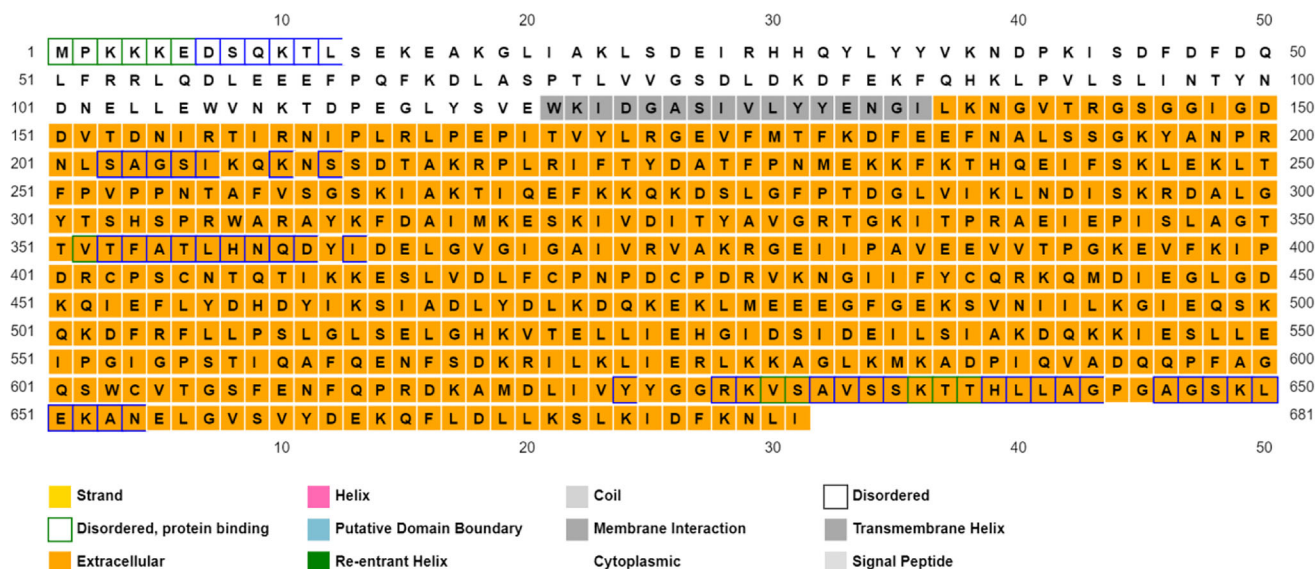 10 20 30 40 50
1 M P K K K E D S Q K T L S E K E A K G L I A K L S D E I R H H Q Y L Y Y V K N D P K I S D F D F D Q 50
51 L F R R L Q D L E E E F P Q F K D L A S P T L V V G S D L D K D F E K F Q H K L P V L S L I N T Y N 100
101 D N E L L E W V N K T D P E G L Y S V E W K I D G A S I V L Y Y E N G I L K N G V T R G S G G I G D 150
151 D V T D N I R T I R N I P L R L P E P I T V Y L R G E V F M T F K D F E E F N A L S S G K Y A N P R 200
201 N L S A G S I K Q K N S S D T A K R P L R I F T Y D A T F P N M E K K F K T H Q E I F S K L E K L T 250
251 F P V P P N T A F V S G S K I A K T I Q E F K K Q K D S L G F P T D G L V I K L N D I S K R D A L G 300
301 Y T S H S P R W A R A Y K F D A I M K E S K I V D I T Y A V G R T G K I T P R A E I E P I S L A G T 350
351 T V T F A T L H N Q D Y I D E L G V G I G A I V R V A K R G E I I P A V E E V V T P G K E V F K I P 400
401 D R C P S C N T Q T I K K E S L V D L F C P N P D C P D R V K N G I I F Y C Q R K Q M D I E G L G D 450
451 K Q I E F L Y D H D Y I K S I A D L Y D L K D Q K E K L M E E E G F G E K S V N I I L K G I E Q S K 500
501 Q K D F R F L L P S L G L S E L G H K V T E L L I E H G I D S I D E I L S I A K D Q K K I E S L L E 550
551 I P G I G P S T I Q A F Q E N F S D K R I L K L I E R L K K A G L K M K A D P I Q V A D Q Q P F A G 600
601 Q S W C V T G S F E N F Q P R D K A M D L I V Y Y G G R K V S A V S S K T T H L L A G P G A G S K L 650
651 E K A N E L G V S V Y D E K Q F L D L L K S L K I D F K N L I 681
10 20 30 40 50
Strand Helix Coil Disordered
Disordered, protein binding Putative Domain Boundary Membrane Interaction Transmembrane Helix
Extracellular Re-entrant Helix Cytoplasmic Signal Peptide